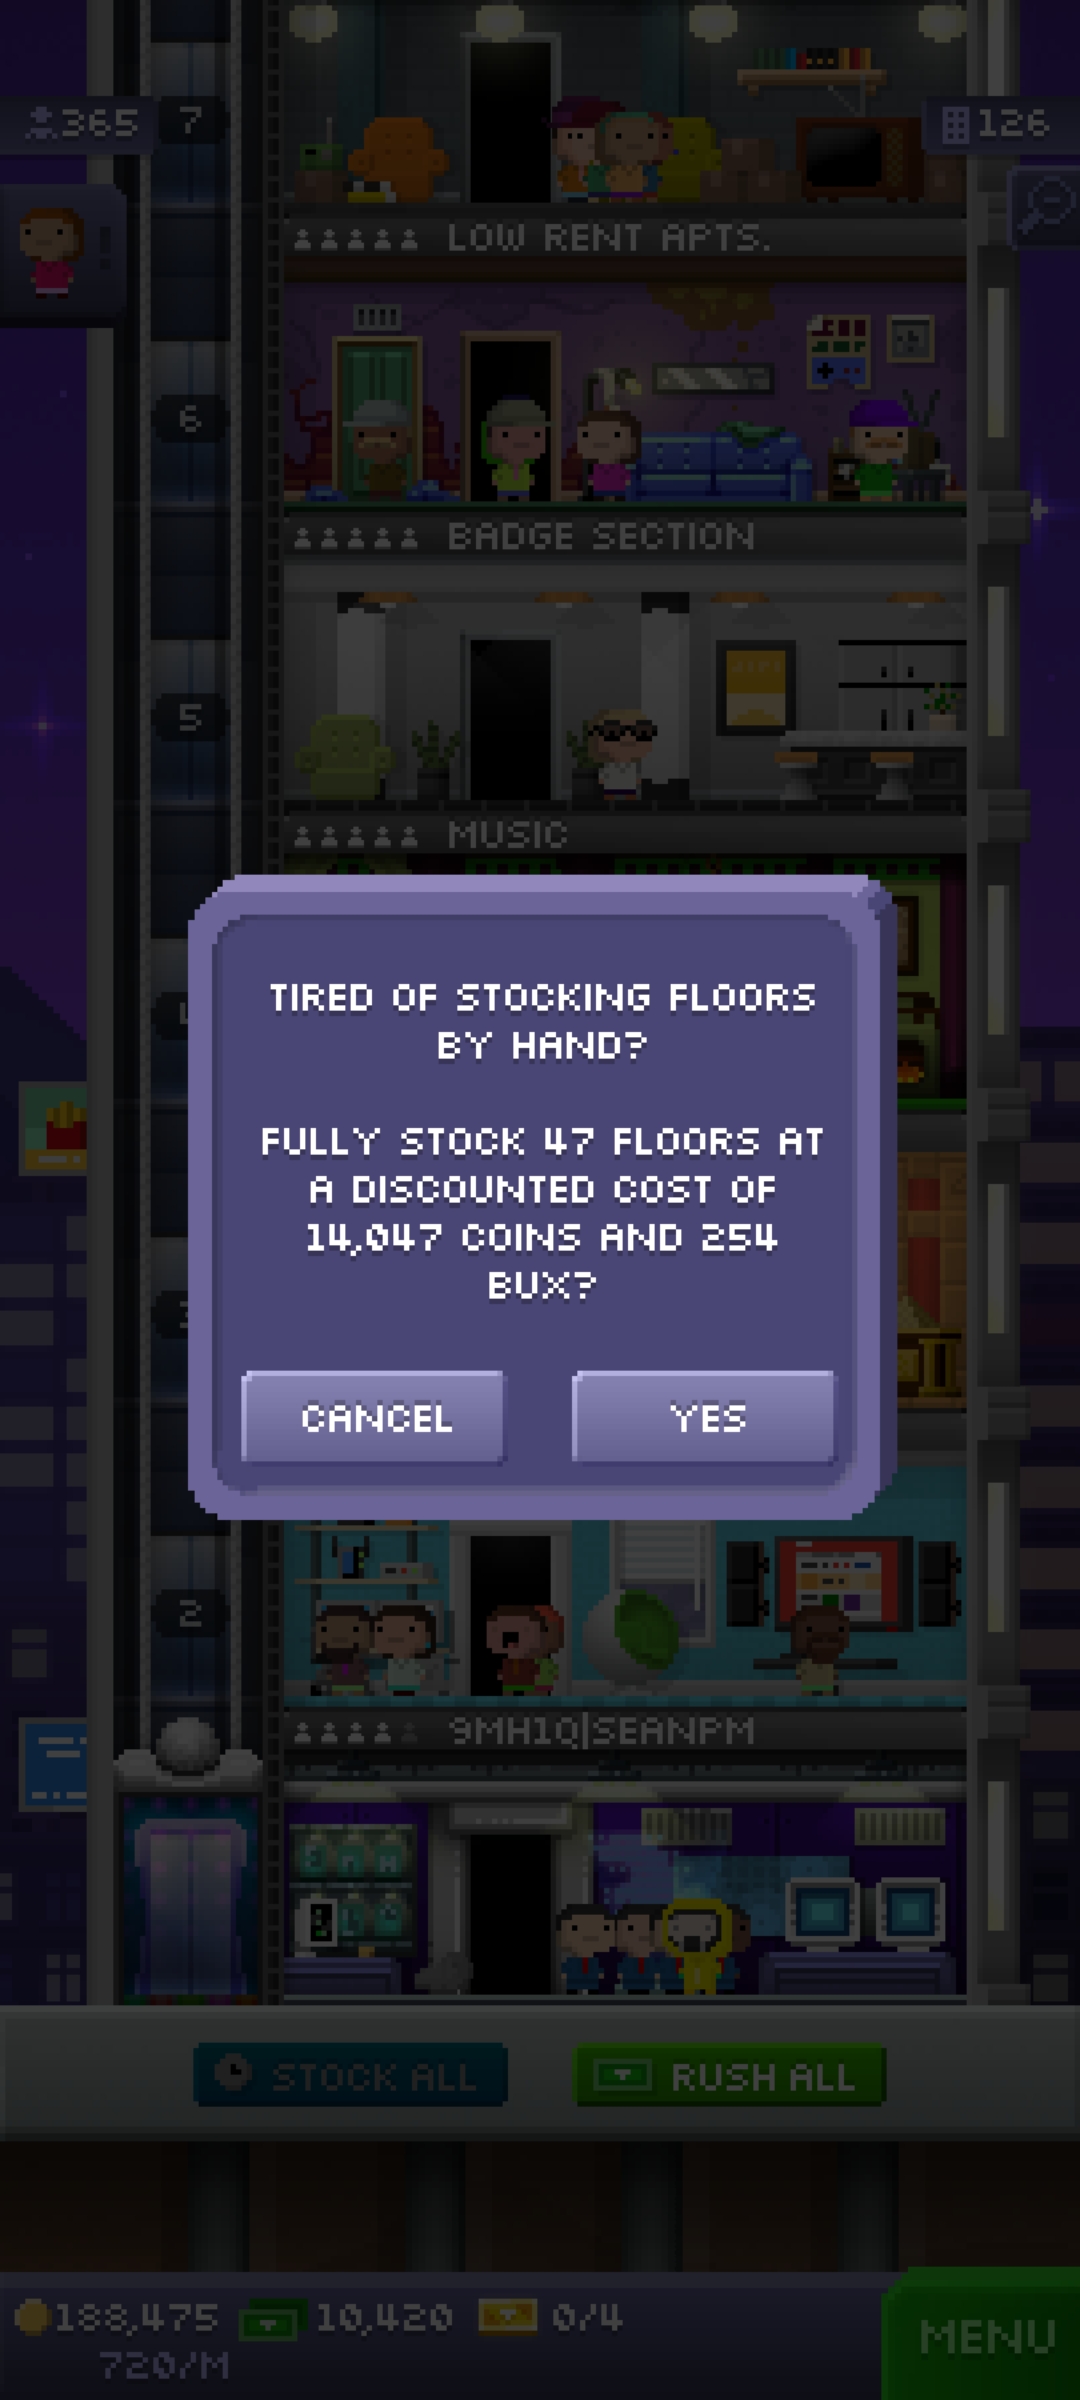 365
7
126
LOW RENT APTS.
6
BADGE SECTION
5
MUSIC
TIRED OF STOCKING FLOORS
BY HAND?
FULLY STOCK 47 FLOORS AT
A DISCOUNTED COST OF
14,047 COINS AND 254
BUX?
CANCEL
YES
2
9MH1Q|SEANPM
STOCK ALL
RUSH ALL
188,475
10,420
0/4
720/M
MENU